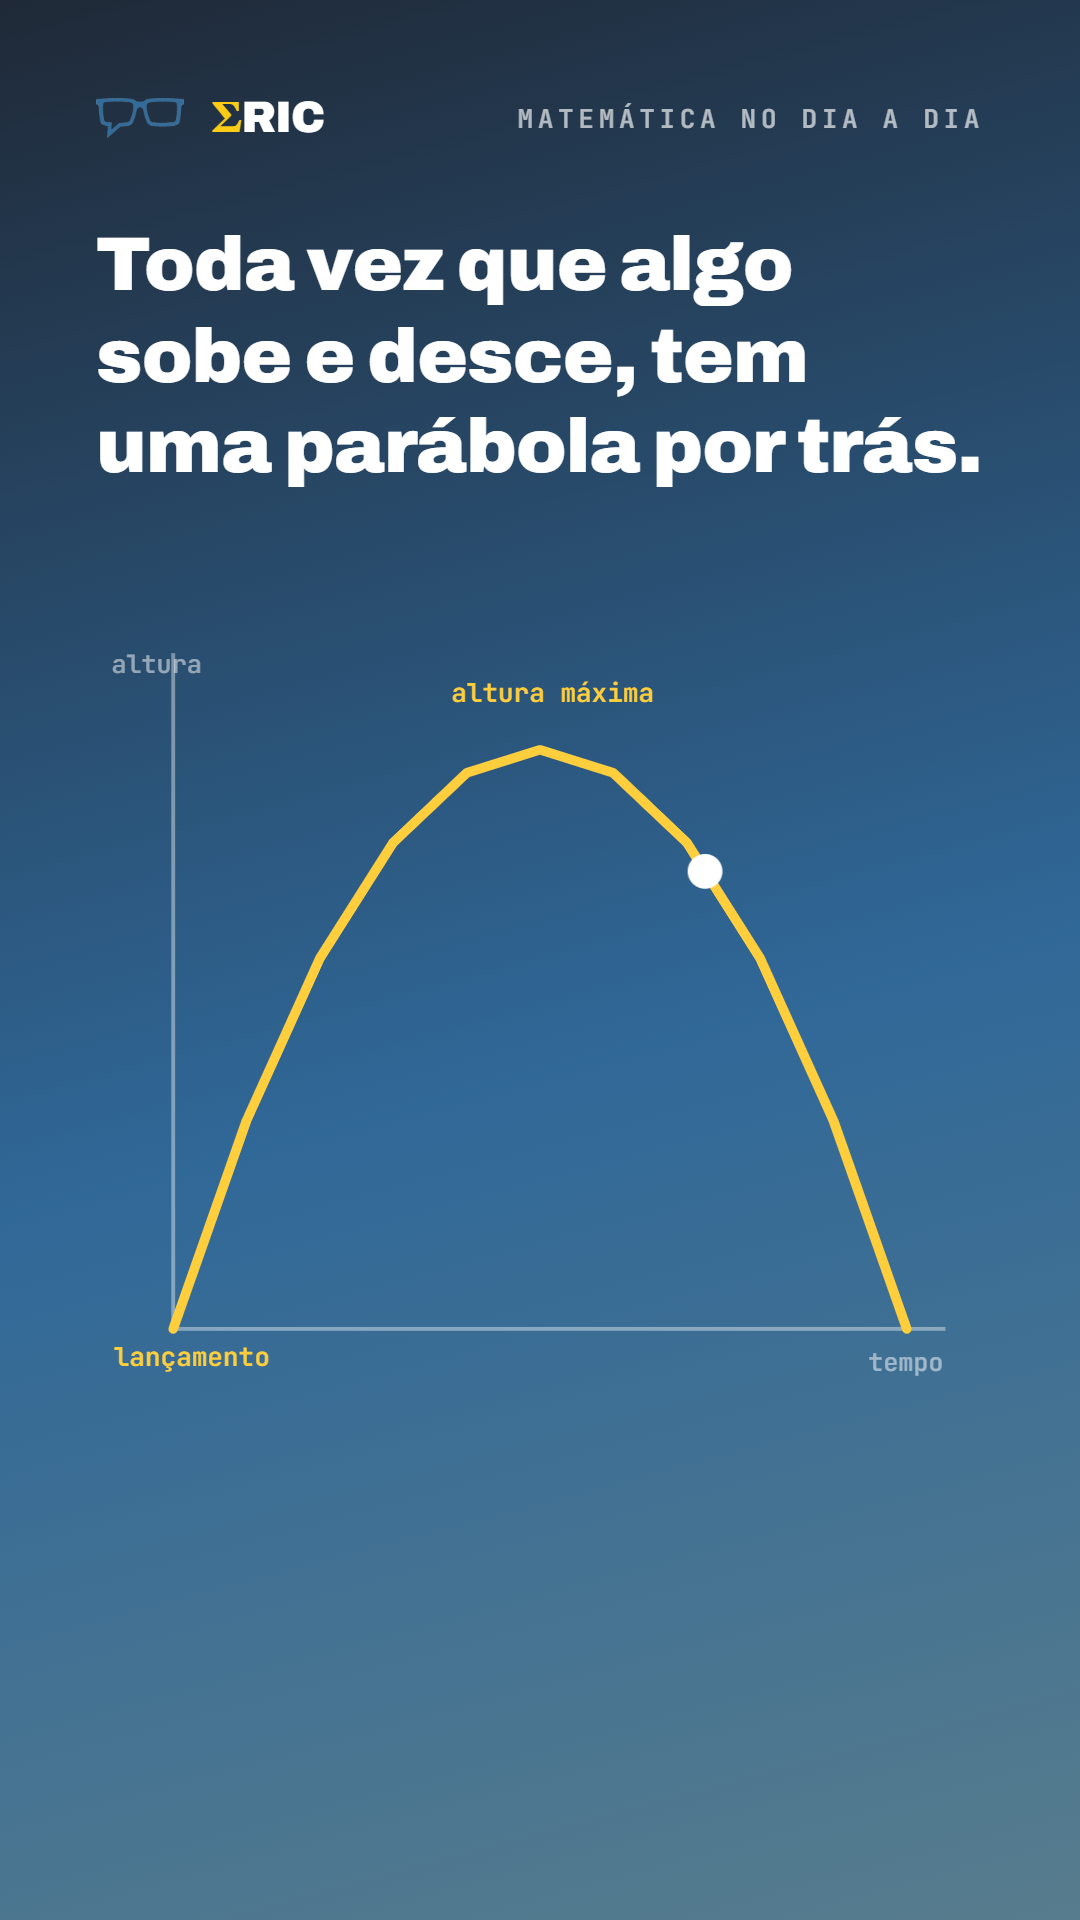 ΣRIC
MATEMÁTICA NO DIA A DIA
Toda vez que algo
sobe e desce, tem
uma parábola por trás.
altura
altura máxima
lançamento
tempo